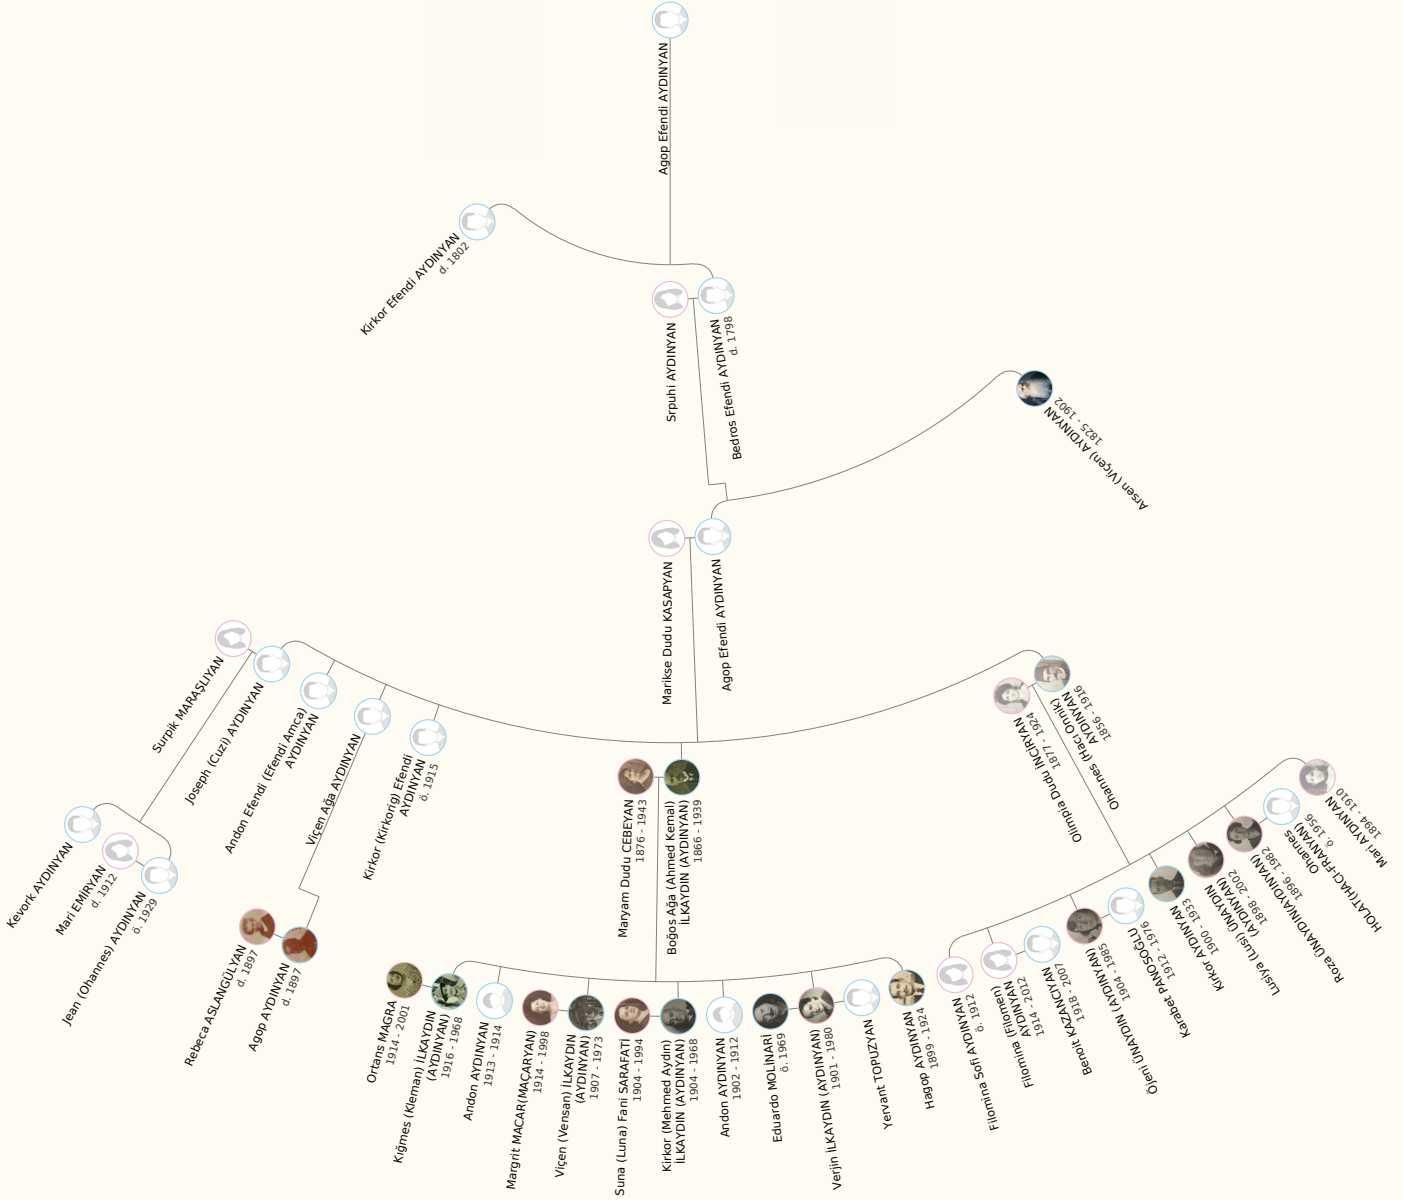 Agop Efendi AYDINYAN
Kirkor Efendi AYDINYAN
d. 1802
Srpuhi AYDINYAN
Bedros Efendi AYDINYAN
d. 1798
Arsen (Viçen) AYDINYAN
1825 - 1902
Marikse Dudu KASAPYAN
Agop Efendi AYDINYAN
Surpik MARAŞLIYAN
Joseph (Cuzi) AYDINYAN
Andon Efendi (Efendi Amca)
AYDINYAN
Viçen Ağa AYDINYAN
Kirkor (Kirkorig) Efendi
AYDINYAN
ö. 1915
Maryam Dudu CEBEYAN
1876 - 1943
Boğos Ağa (Ahmed Kemal)
İLKAYDIN (AYDINYAN)
1866 - 1939
Olimpia Dudu İNCİRYAN
1877 - 1924
Ohannes (Hacı Onnik)
AYDINYAN
1856 - 1916
Kevork AYDINYAN
Mari EMİRYAN
d. 1912
Jean (Ohannes) AYDINYAN
ö. 1929
Rebeca ASLANGÜLYAN
d. 1897
Agop AYDINYAN
d. 1897
Ortans MAGRA
1914 - 2001
Kığmes (Kleman) İLKAYDIN
(AYDINYAN)
1916 - 1968
Andon AYDINYAN
1913 - 1914
Margrit MACAR(MAÇARYAN)
1914 - 1998
Viçen (Vensan) İLKAYDIN
(AYDINYAN)
1907 - 1973
Suna (Luna) Fani SARAFATİ
1904 - 1994
Kirkor (Mehmed Aydın)
İLKAYDIN (AYDINYAN)
1904 - 1968
Andon AYDINYAN
1902 - 1912
Eduardo MOLİNARİ
ö. 1969
Verjin İLKAYDIN (AYDINYAN)
1901 - 1980
Yervant TOPUZYAN
Hagop AYDINYAN
1899 - 1924
Filomina Sofi AYDINYAN
ö. 1912
Filomina (Filomen)
AYDINYAN
1914 - 2012
Benoit KAZANCIYAN
1918 - 2007
Öjeni ÜNAYDIN (AYDINYAN)
1904 - 1985
Karabet PANOSOĞLU
1912 - 1976
Kirkor AYDINYAN
1900 - 1933
Lusiya (Lusi) ÜNAYDIN
(AYDINYAN)
1898 - 2002
Roza ÜNAYDIN(AYDINYAN)
1896 - 1982
Ohannes
HOLAT(HACI-FRANYAN)
ö. 1956
Mari AYDINYAN
1894 - 1910